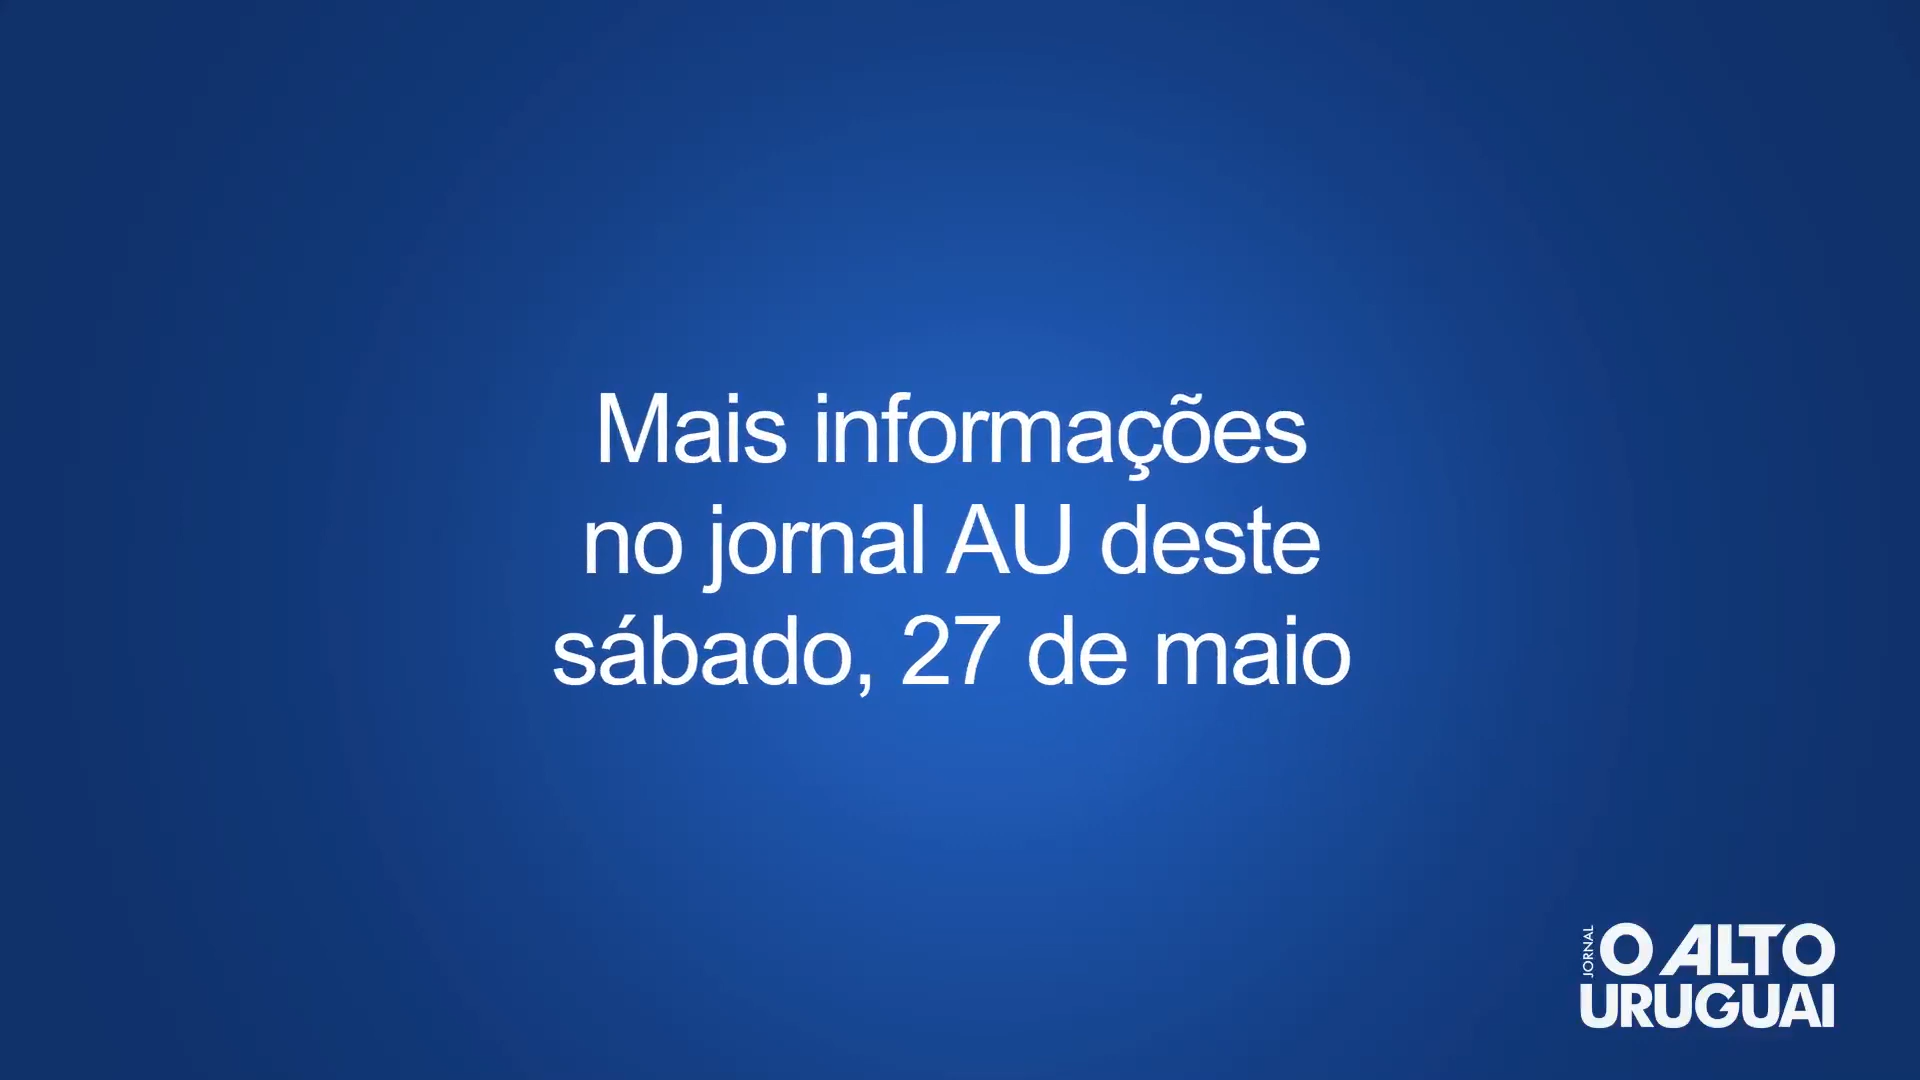 Mais informações
no jornal AU deste
sábado, 27 de maio
JORNAL
O ALTO
URUGUAI